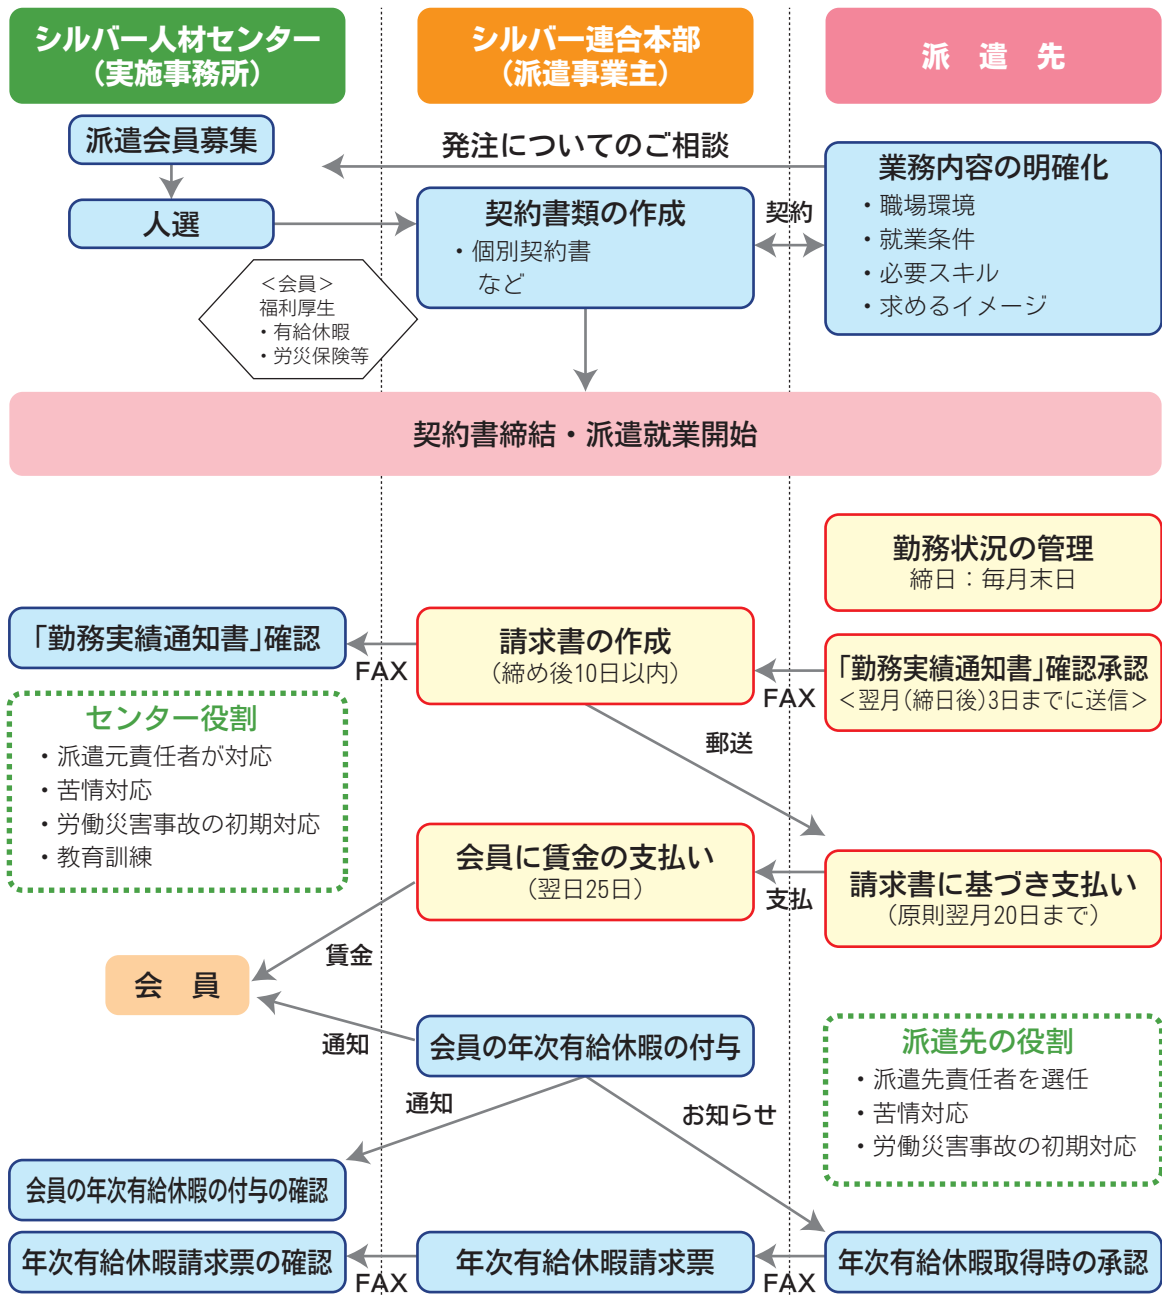 シルバー人材センター
(実施事務所)
シルバー連合本部
(派遣事業主)
派 遣 先
派遣会員募集
人選
発注についてのご相談
契約書類の作成
・個別契約書
など
契約
業務内容の明確化
・職場環境
・就業条件
・必要スキル
・求めるイメージ
＜会員＞
福利厚生
・有給休暇
・労災保険等
契約書締結・派遣就業開始
勤務状況の管理
締日：毎月末日
「勤務実績通知書」確認
FAX
請求書の作成
(締め後10日以内)
FAX
「勤務実績通知書」確認承認
＜翌月(締日後)3日までに送信＞
センター役割
・派遣元責任者が対応
・苦情対応
・労働災害事故の初期対応
・教育訓練
郵送
会員に賃金の支払い
(翌日25日)
支払
請求書に基づき支払い
(原則翌月20日まで)
賃金
会 員
通知
会員の年次有給休暇の付与
通知
お知らせ
派遣先の役割
・派遣先責任者を選任
・苦情対応
・労働災害事故の初期対応
会員の年次有給休暇の付与の確認
年次有給休暇請求票の確認
FAX
年次有給休暇請求票
FAX
年次有給休暇取得時の承認